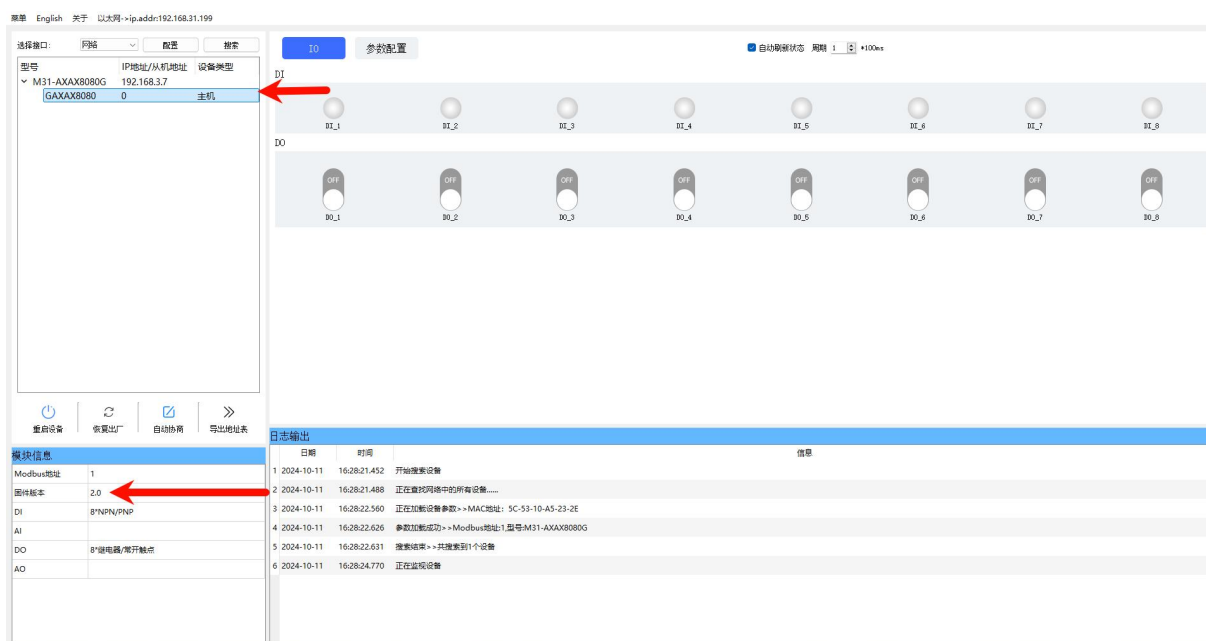 菜单 English 关于 以太网->ip.addr:192.168.31.199
选择接口: 网络 配置 搜索
型号 IP地址/从机地址 设备类型
M31-AXAX8080G 192.168.3.7
GAXAX8080 0 主机
IO 参数配置 自动刷新状态 周期 1 *100ms
DI
DI_1 DI_2 DI_3 DI_4 DI_5 DI_6 DI_7 DI_8
DO
OFF OFF OFF OFF OFF OFF OFF OFF
DO_1 DO_2 DO_3 DO_4 DO_5 DO_6 DO_7 DO_8
重启设备 恢复出厂 自动协商 导出地址表
模块信息
Modbus地址 1
固件版本 2.0
DI 8*NPN/PNP
AI
DO 8*继电器/常开触点
AO
日志输出
日期 时间 信息
1 2024-10-11 16:28:21.452 开始搜索设备
2 2024-10-11 16:28:21.488 正在查找网络中的所有设备......
3 2024-10-11 16:28:22.560 正在加载设备参数>>MAC地址: 5C-53-10-A5-23-2E
4 2024-10-11 16:28:22.626 参数加载成功>>Modbus地址:1,型号:M31-AXAX8080G
5 2024-10-11 16:28:22.631 搜索结束>>共搜索到1个设备
6 2024-10-11 16:28:24.770 正在监视设备